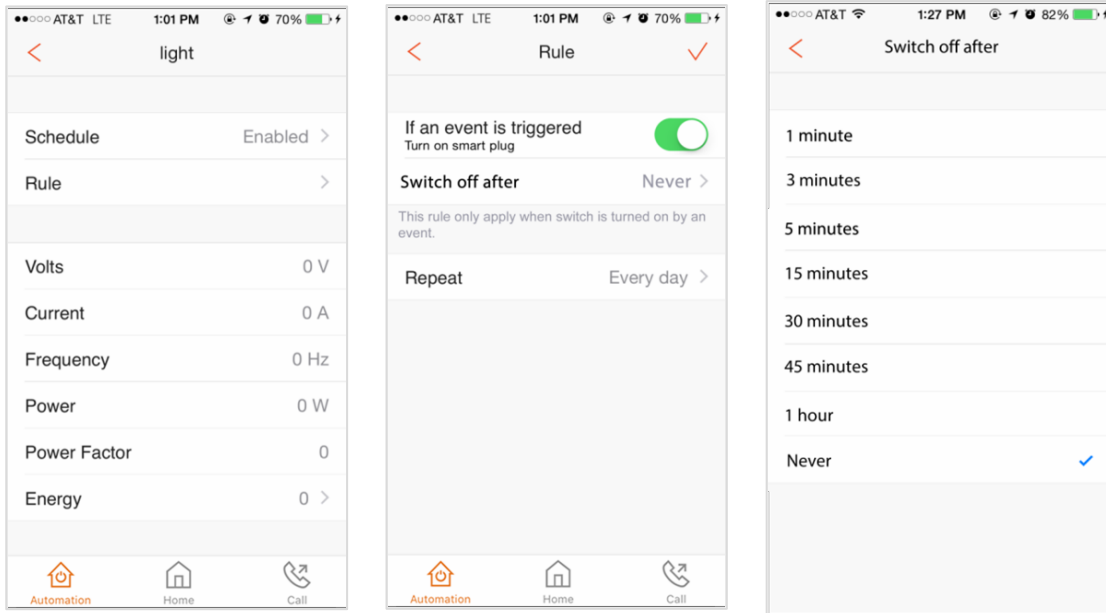 AT&T LTE 1:01 PM 70%
light
Schedule Enabled
Rule
Volts 0 V
Current 0 A
Frequency 0 Hz
Power 0 W
Power Factor 0
Energy 0
Automation Home Call
AT&T LTE 1:01 PM 70%
Rule
If an event is triggered
Turn on smart plug
Switch off after Never
This rule only apply when switch is turned on by an
event.
Repeat Every day
Automation Home Call
AT&T 1:27 PM 82%
Switch off after
1 minute
3 minutes
5 minutes
15 minutes
30 minutes
45 minutes
1 hour
Never